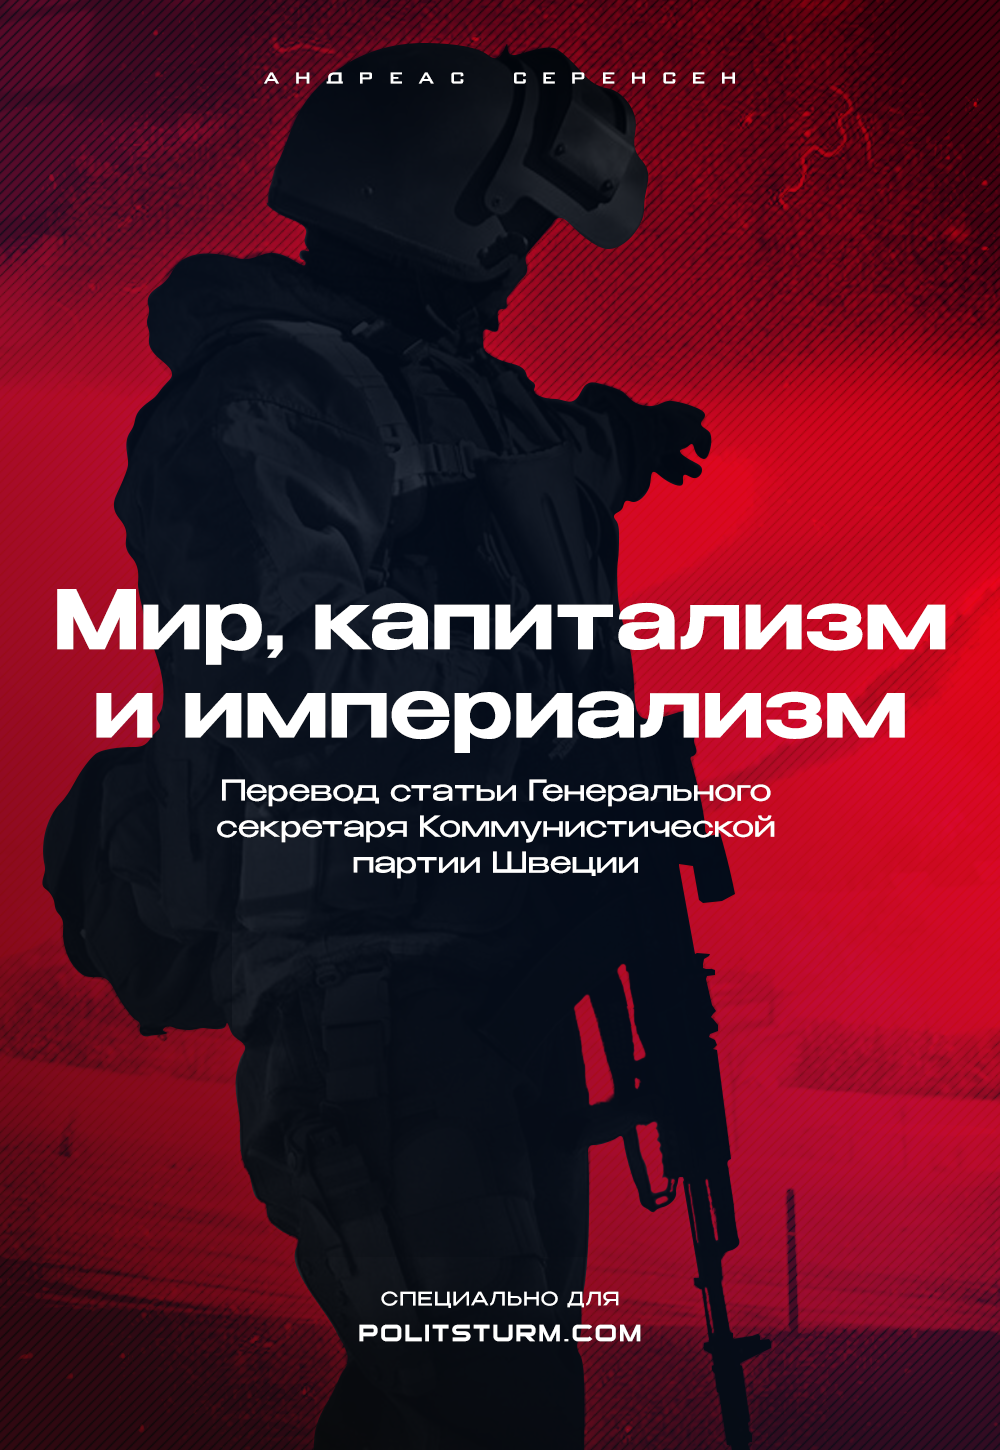 АНДРЕАС СЕРЕНСЕН
Мир, капитализм
и империализм
Перевод статьи Генерального
секретаря Коммунистической
партии Швеции
СПЕЦИАЛЬНО ДЛЯ
POLITSTURM.COM